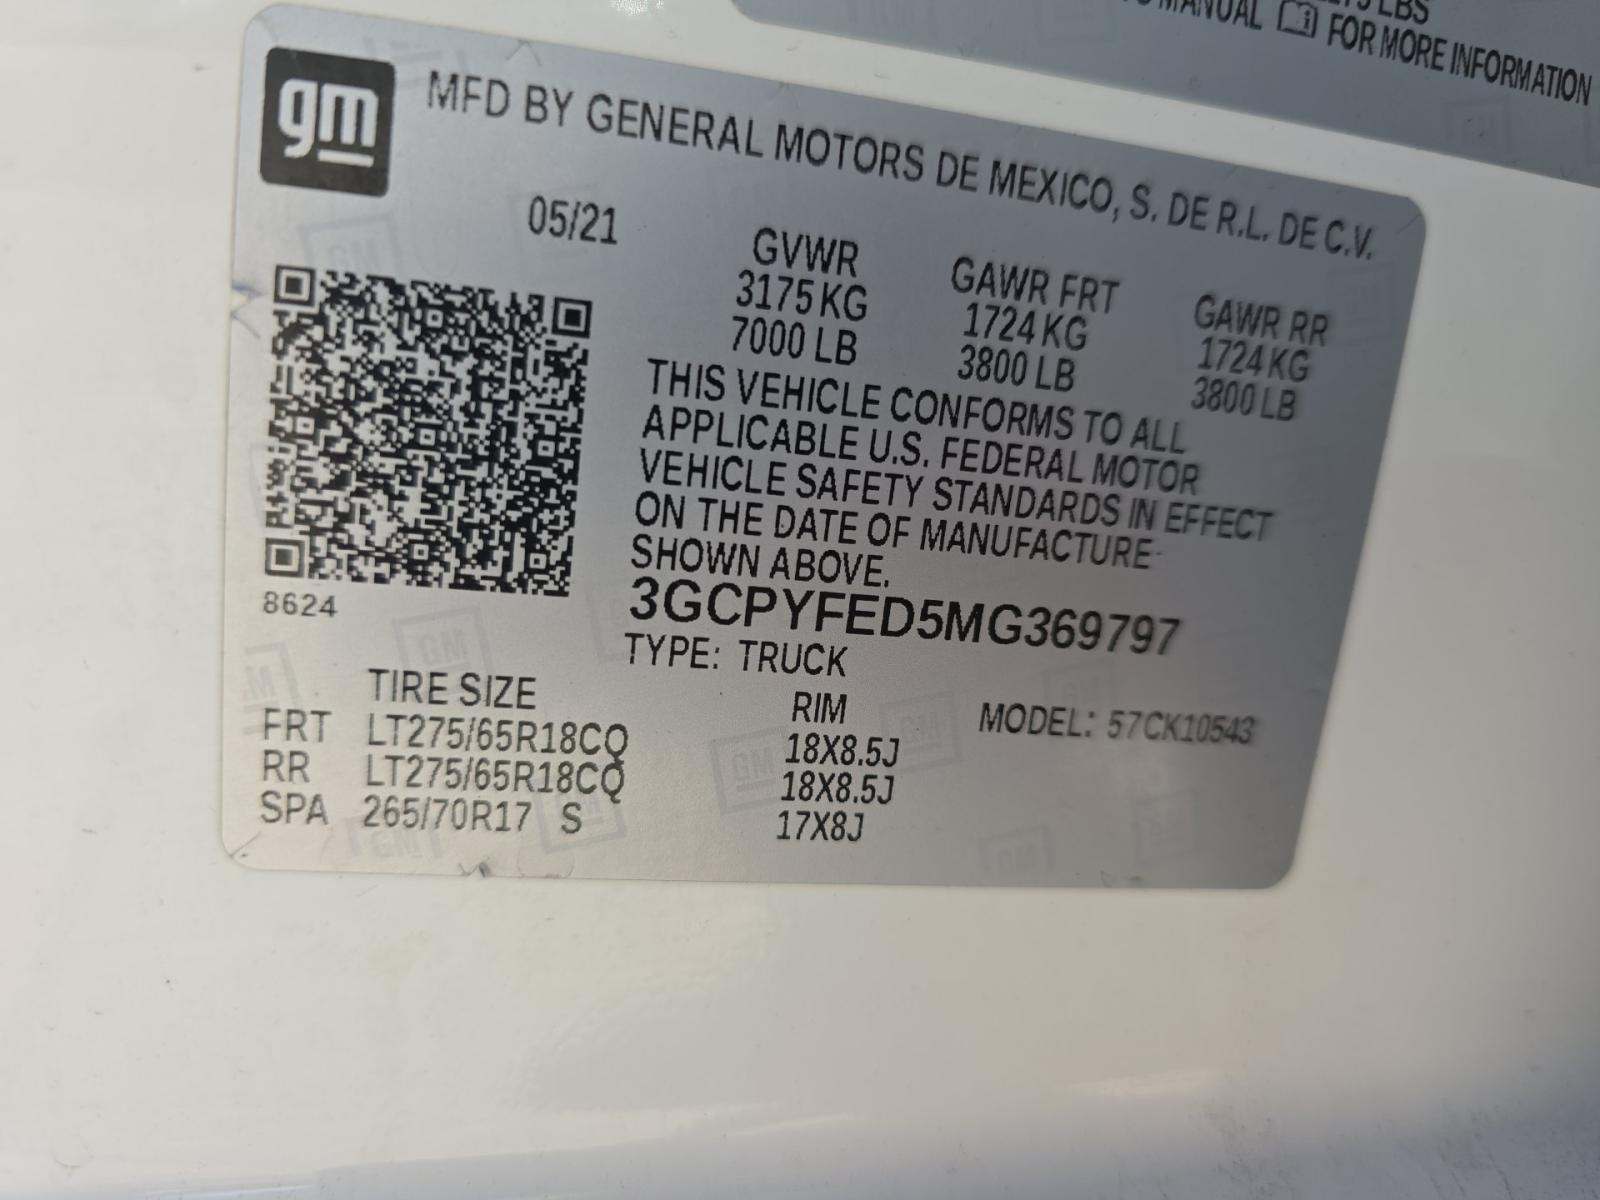 LBS
MANUAL FOR MORE INFORMATION
gm
MFD BY GENERAL MOTORS DE MEXICO, S. DE R.L. DE C.V.
05/21
GVWR GAWR FRT GAWR RR
3175 KG 1724 KG 1724 KG
7000 LB 3800 LB 3800 LB
THIS VEHICLE CONFORMS TO ALL
APPLICABLE U.S. FEDERAL MOTOR
VEHICLE SAFETY STANDARDS IN EFFECT
ON THE DATE OF MANUFACTURE
SHOWN ABOVE.
8624
3GCPYFED5MG369797
TYPE: TRUCK
TIRE SIZE RIM MODEL: 57CK10543
FRT LT275/65R18CQ 18X8.5J
RR LT275/65R18CQ 18X8.5J
SPA 265/70R17 S 17X8J